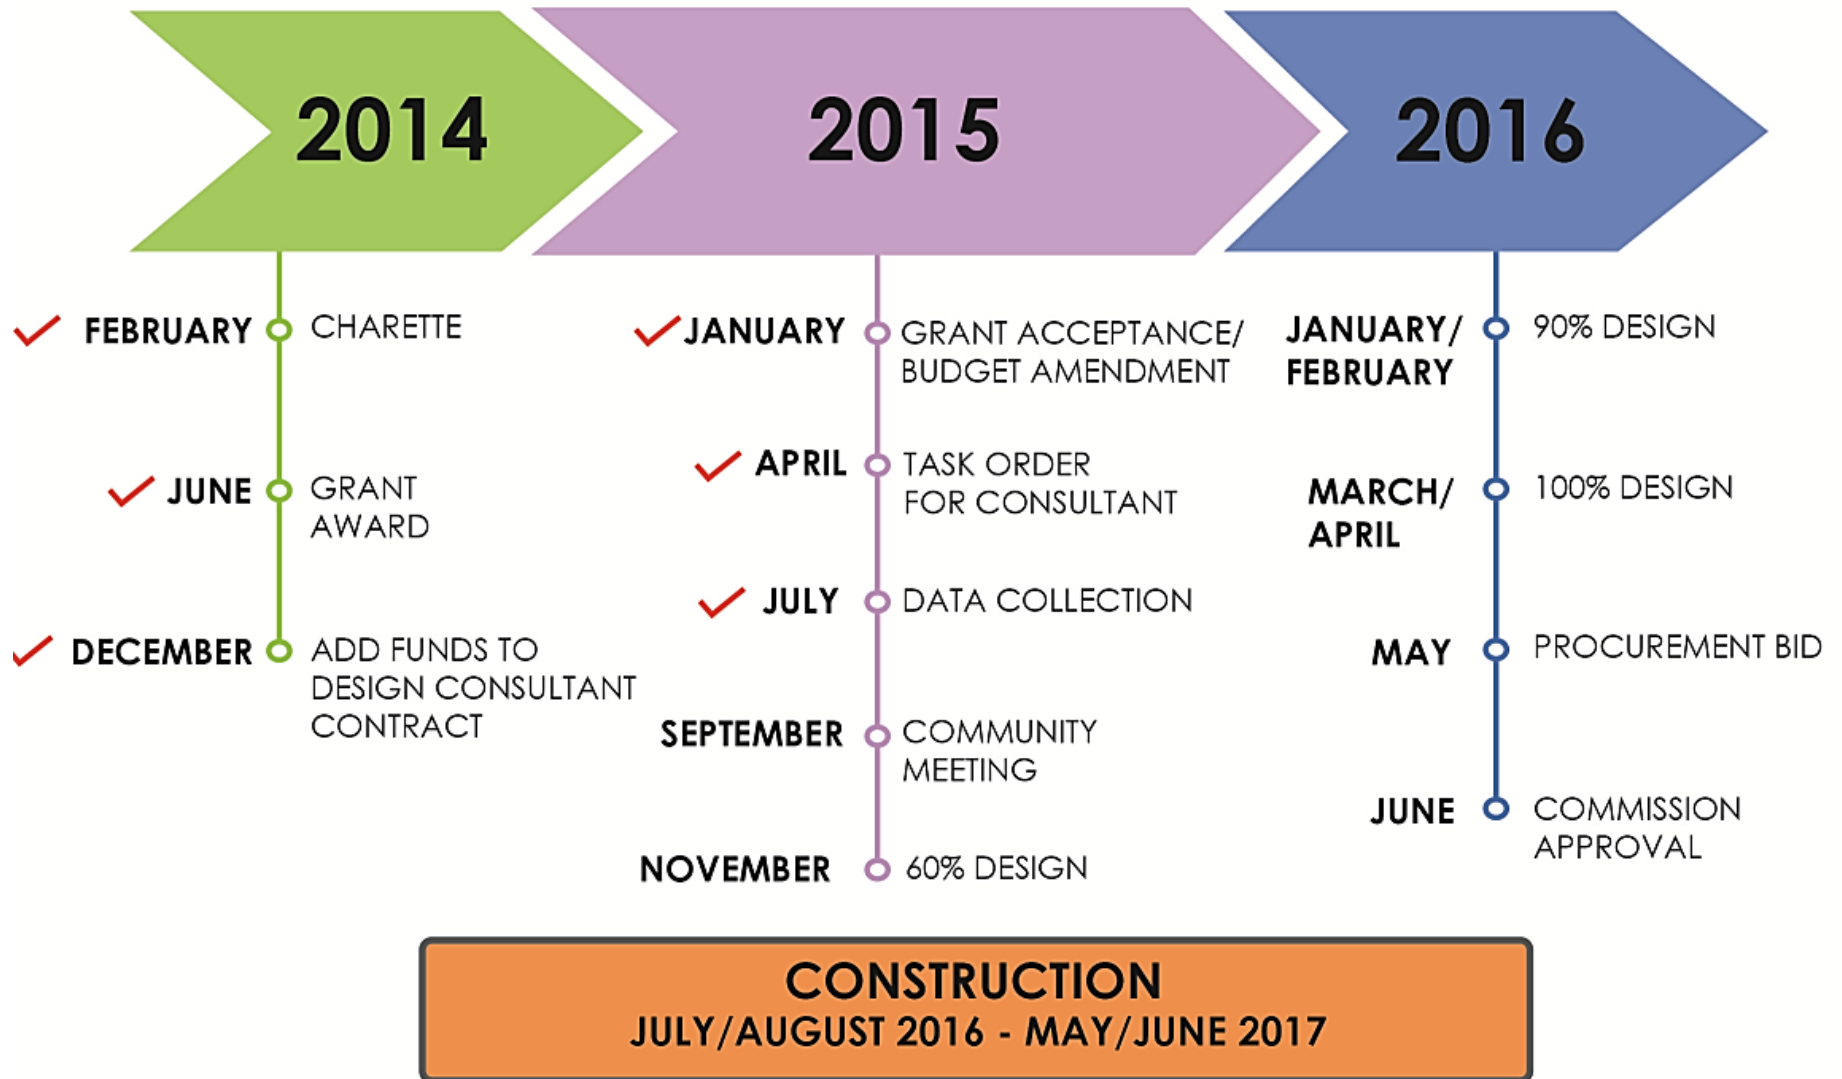 2014
FEBRUARY CHARETTE
JUNE GRANT
AWARD
DECEMBER ADD FUNDS TO
DESIGN CONSULTANT
CONTRACT
2015
JANUARY GRANT ACCEPTANCE/
BUDGET AMENDMENT
APRIL TASK ORDER
FOR CONSULTANT
JULY DATA COLLECTION
SEPTEMBER COMMUNITY
MEETING
NOVEMBER 60% DESIGN
2016
JANUARY/ 90% DESIGN
FEBRUARY
MARCH/ 100% DESIGN
APRIL
MAY PROCUREMENT BID
JUNE COMMISSION
APPROVAL
CONSTRUCTION
JULY/AUGUST 2016 - MAY/JUNE 2017